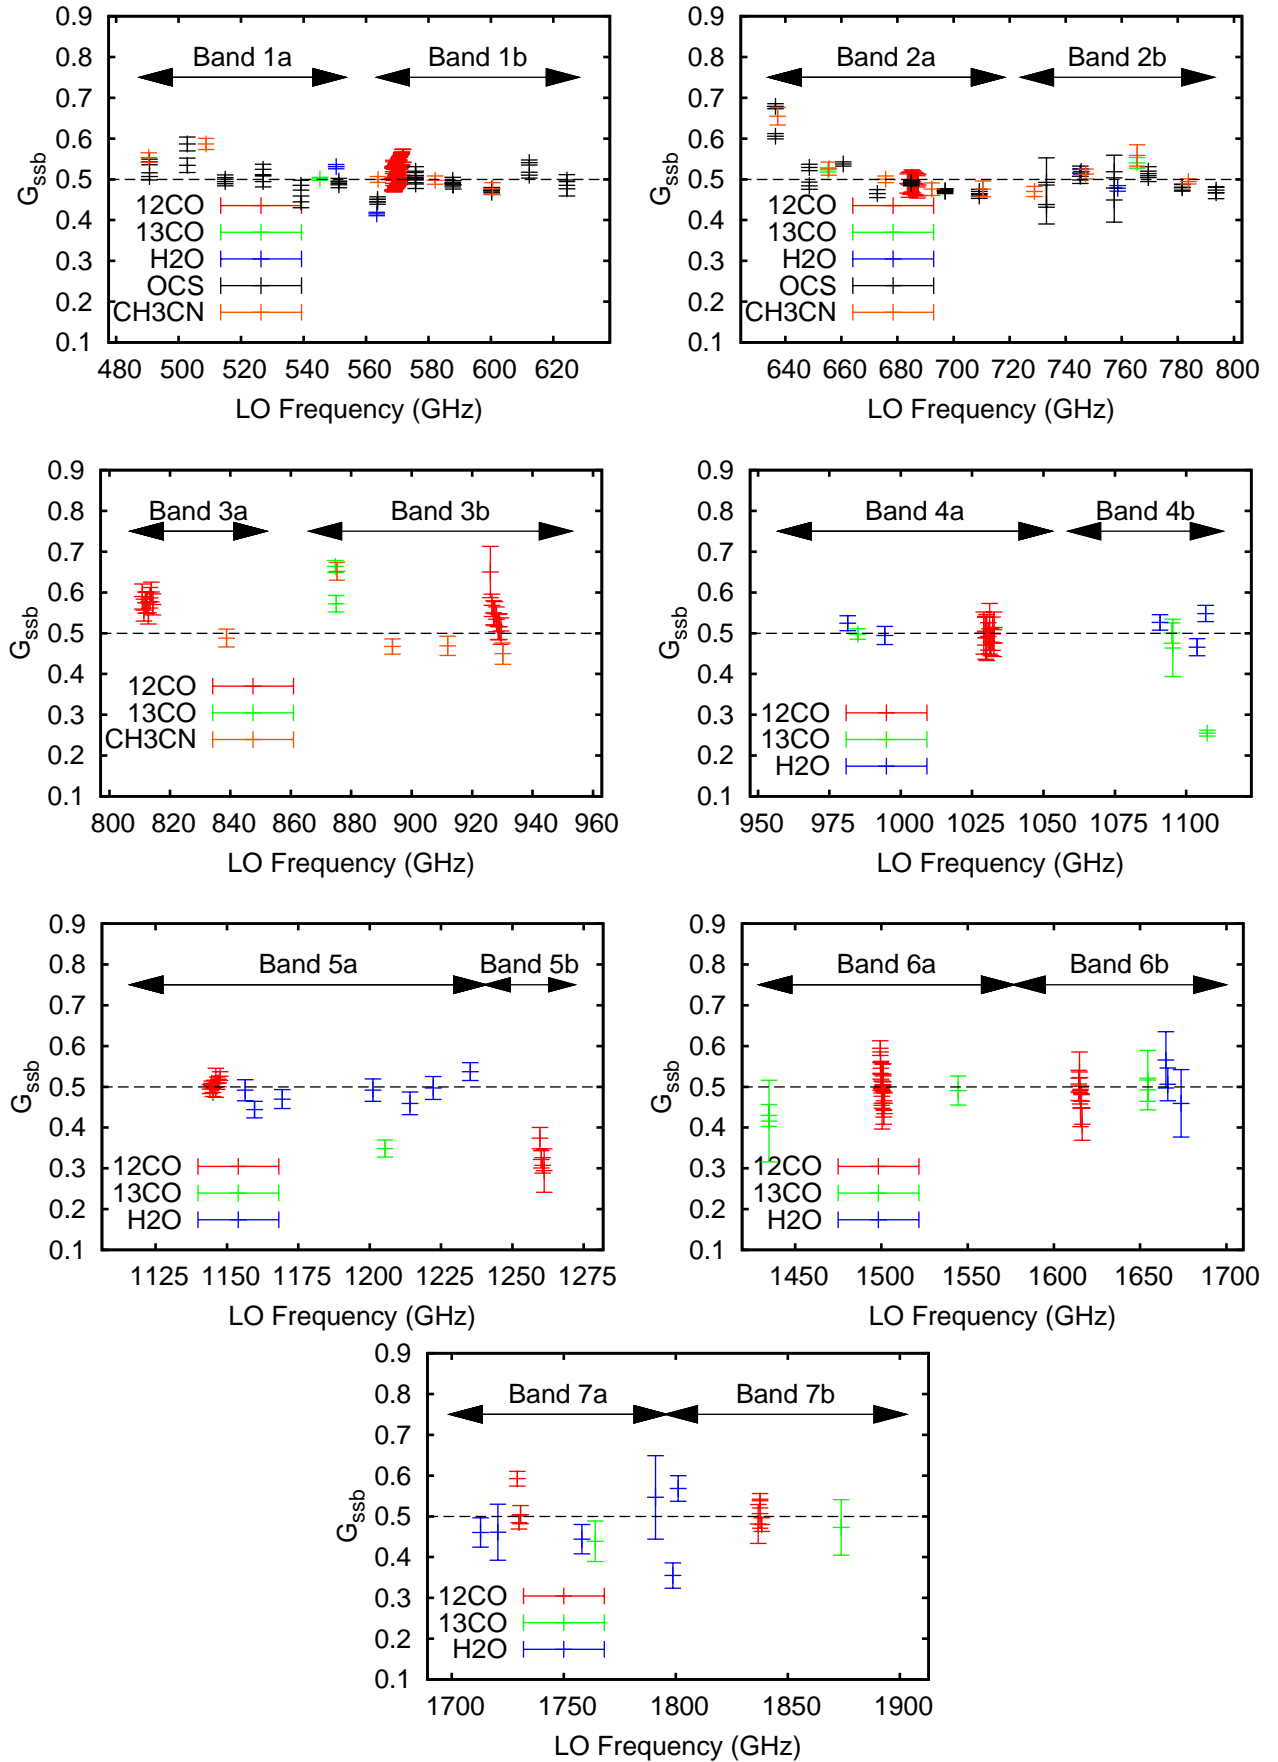 0.9
0.8
0.7
0.6
0.5
0.4
0.3
0.2
0.1
G_ssb
Band 1a Band 1b
12CO
13CO
H2O
OCS
CH3CN
480 500 520 540 560 580 600 620
LO Frequency (GHz)
0.9
0.8
0.7
0.6
0.5
0.4
0.3
0.2
0.1
G_ssb
Band 2a Band 2b
12CO
13CO
H2O
OCS
CH3CN
640 660 680 700 720 740 760 780 800
LO Frequency (GHz)
0.9
0.8
0.7
0.6
0.5
0.4
0.3
0.2
0.1
G_ssb
Band 3a Band 3b
12CO
13CO
CH3CN
800 820 840 860 880 900 920 940 960
LO Frequency (GHz)
0.9
0.8
0.7
0.6
0.5
0.4
0.3
0.2
0.1
G_ssb
Band 4a Band 4b
12CO
13CO
H2O
950 975 1000 1025 1050 1075 1100
LO Frequency (GHz)
0.9
0.8
0.7
0.6
0.5
0.4
0.3
0.2
0.1
G_ssb
Band 5a Band 5b
12CO
13CO
H2O
1125 1150 1175 1200 1225 1250 1275
LO Frequency (GHz)
0.9
0.8
0.7
0.6
0.5
0.4
0.3
0.2
0.1
G_ssb
Band 6a Band 6b
12CO
13CO
H2O
1450 1500 1550 1600 1650 1700
LO Frequency (GHz)
0.9
0.8
0.7
0.6
0.5
0.4
0.3
0.2
0.1
G_ssb
Band 7a Band 7b
12CO
13CO
H2O
1700 1750 1800 1850 1900
LO Frequency (GHz)